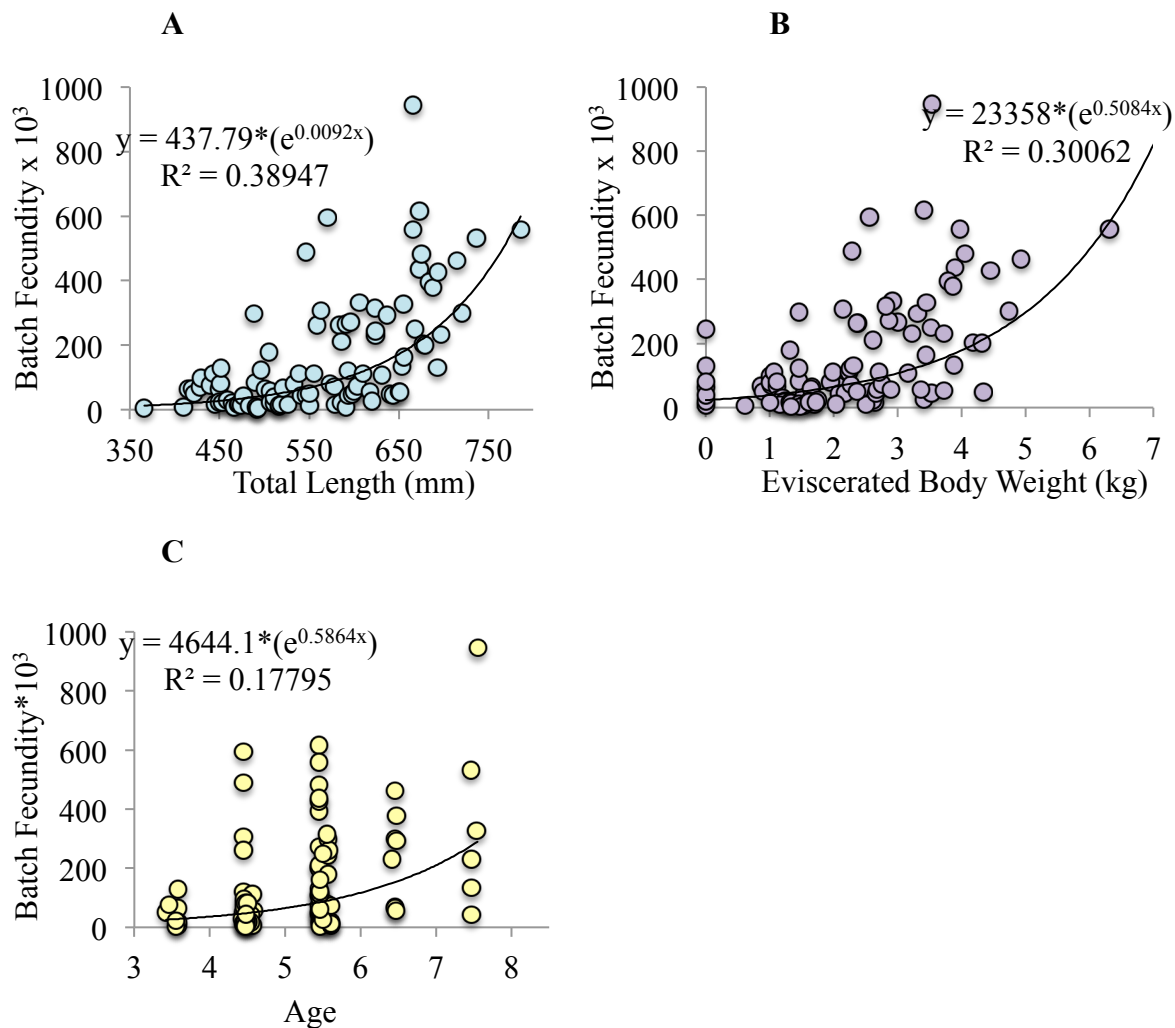 A
Batch Fecundity x 10³
1000
800
600
400
200
0
y = 437.79*(e^0.0092x)
R² = 0.38947
350 450 550 650 750
Total Length (mm)
B
Batch Fecundity x 10³
1000
800
600
400
200
0
y = 23358*(e^0.5084x)
R² = 0.30062
0 1 2 3 4 5 6 7
Eviscerated Body Weight (kg)
C
Batch Fecundity*10³
1000
800
600
400
200
0
y = 4644.1*(e^0.5864x)
R² = 0.17795
3 4 5 6 7 8
Age